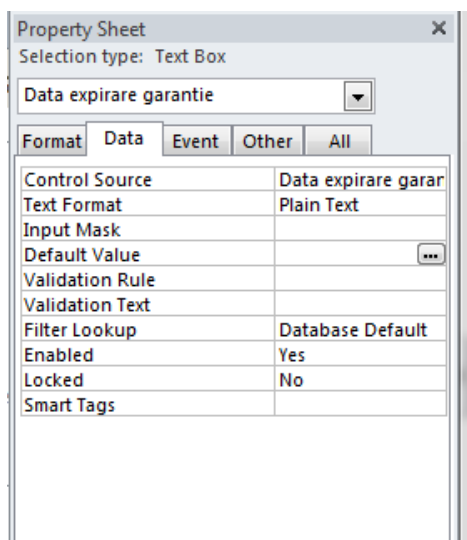 Property Sheet
Selection type: Text Box
Data expirare garantie
Format Data Event Other All
Control Source Data expirare garan
Text Format Plain Text
Input Mask
Default Value ...
Validation Rule
Validation Text
Filter Lookup Database Default
Enabled Yes
Locked No
Smart Tags